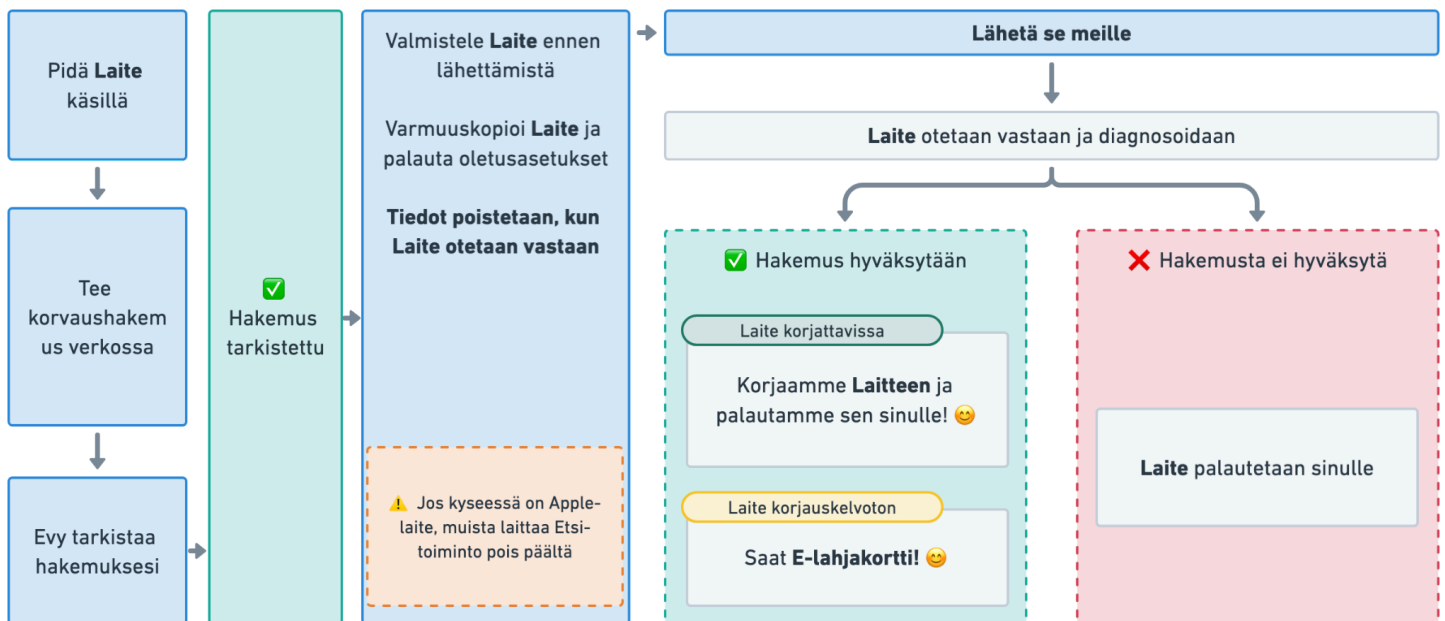 Pidä Laite
käsillä
Tee
korvaushakem
us verkossa
Evy tarkistaa
hakemuksesi
Hakemus
tarkistettu
Valmistele Laite ennen
lähettämistä
Varmuuskopioi Laite ja
palauta oletusasetukset
Tiedot poistetaan, kun
Laite otetaan vastaan
Jos kyseessä on Apple-
laite, muista laittaa Etsi-
toiminto pois päältä
Lähetä se meille
Laite otetaan vastaan ja diagnosoidaan
Hakemus hyväksytään
Laite korjattavissa
Korjaamme Laitteen ja
palautamme sen sinulle! 😊
Laite korjauskelvoton
Saat E-lahjakortti! 😊
Hakemusta ei hyväksytä
Laite palautetaan sinulle